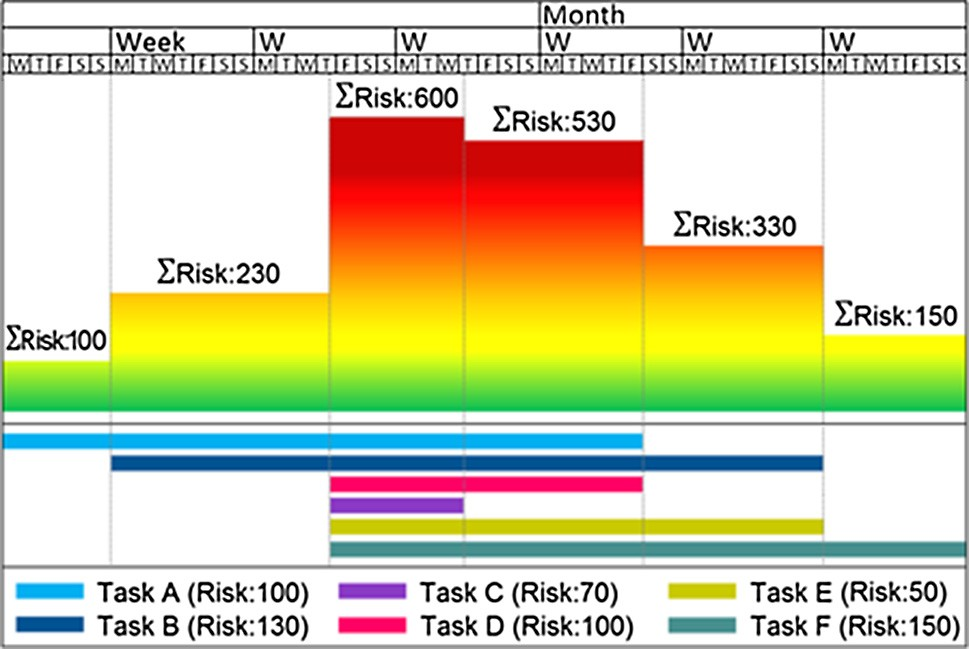 Month
Week W W W W W
W T F S S M T W T F S S M T W T F S S M T W T F S S M T W T F S S M T W T F S S M T W T F S S
ΣRisk:600
ΣRisk:530
ΣRisk:330
ΣRisk:230
ΣRisk:150
ΣRisk:100
Task A (Risk:100) Task C (Risk:70) Task E (Risk:50)
Task B (Risk:130) Task D (Risk:100) Task F (Risk:150)